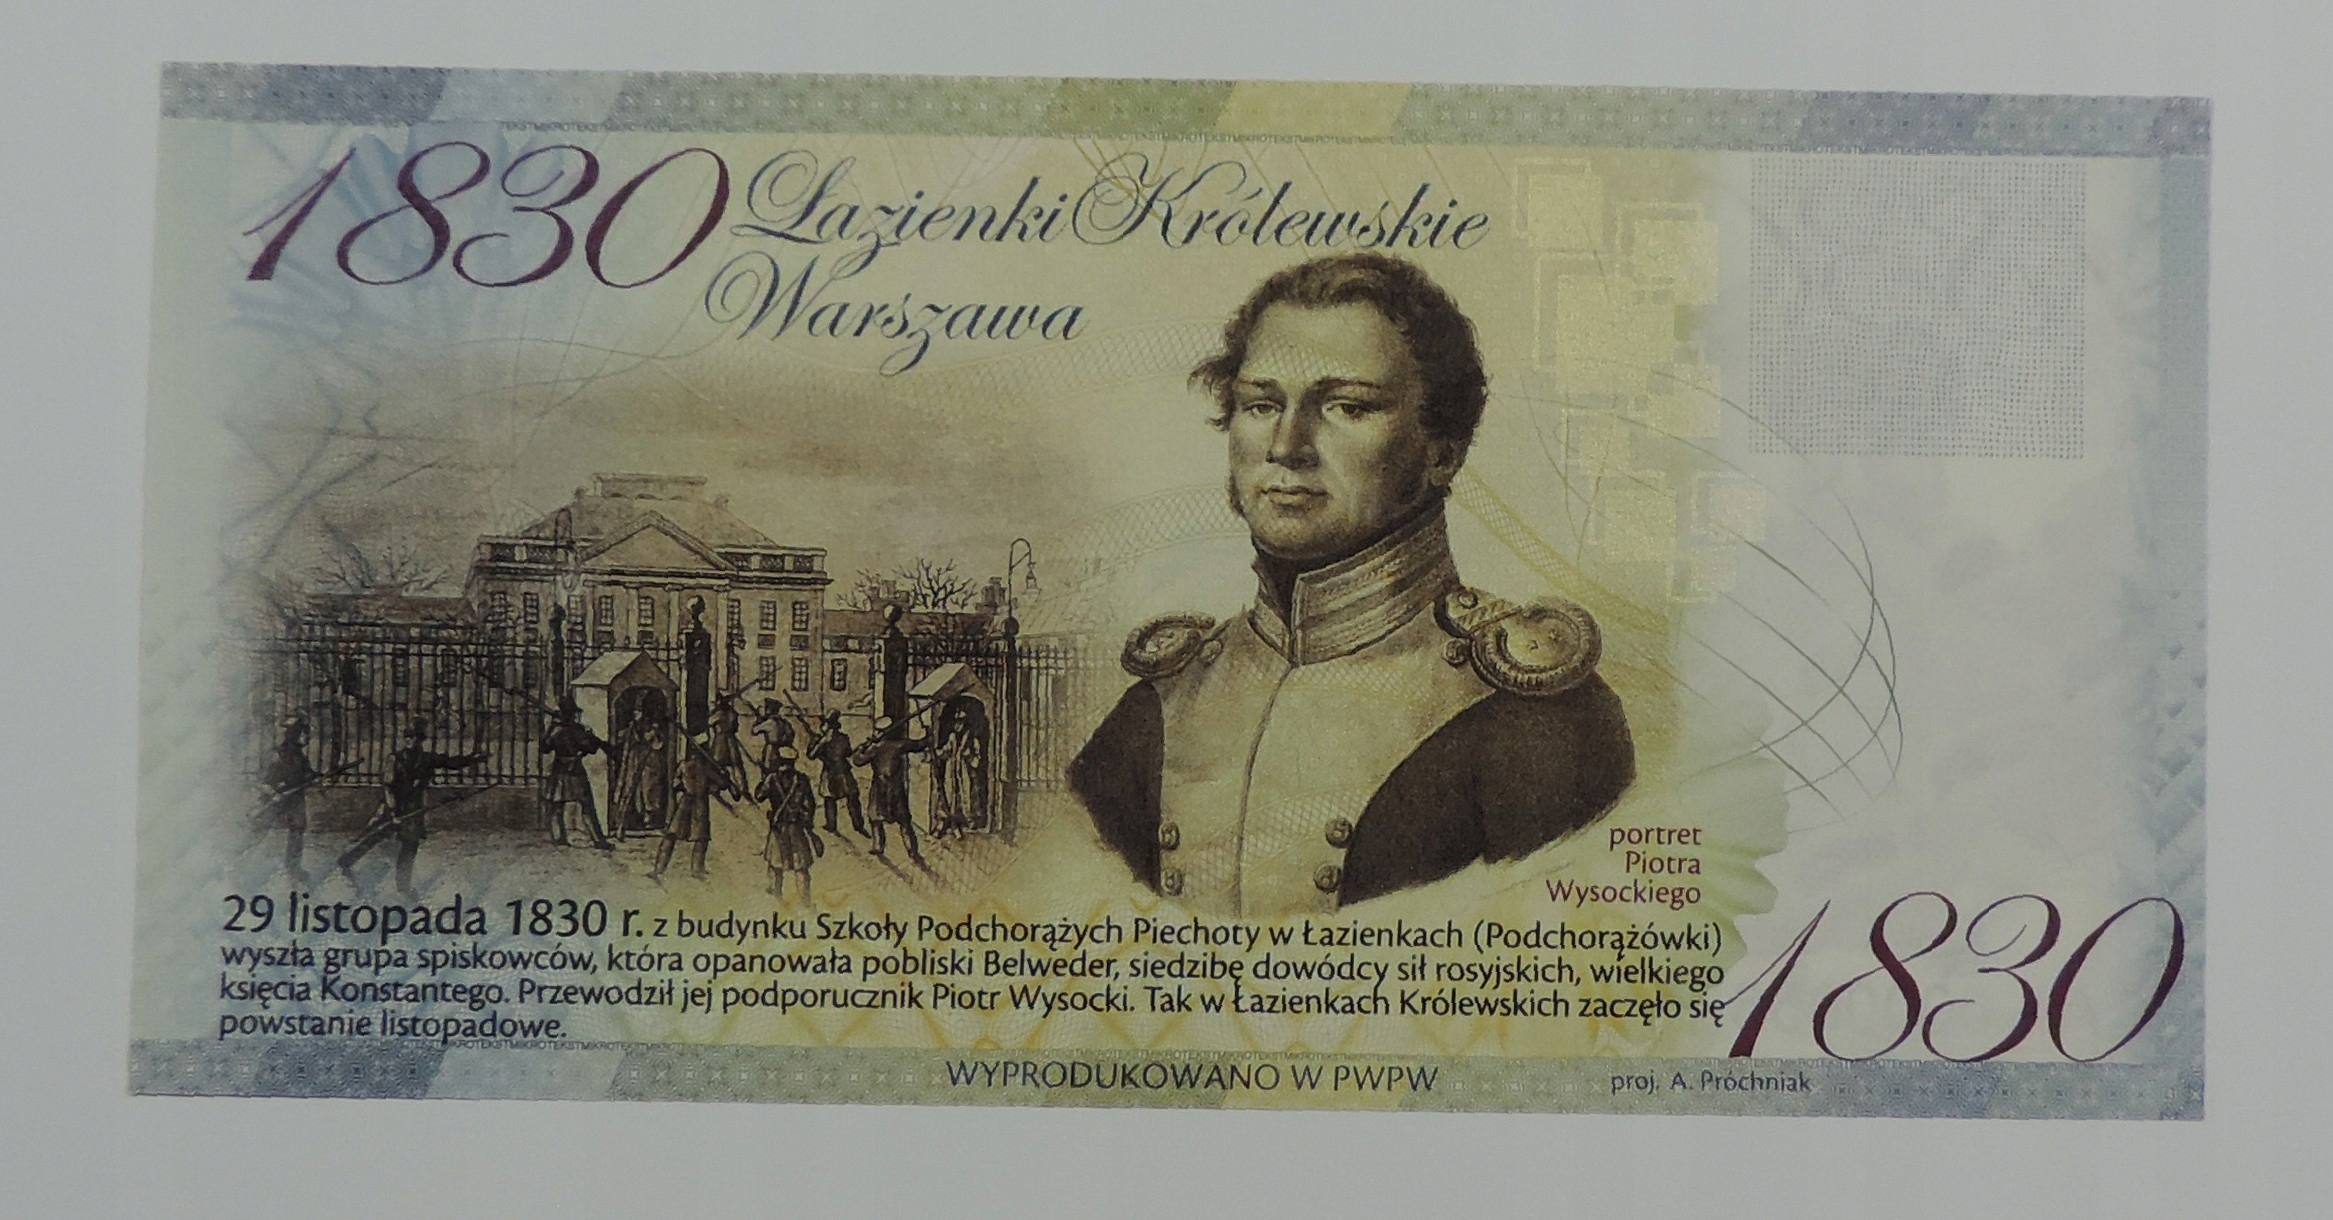 1830 Łazienki Królewskie
Warszawa
portret
Piotra
Wysockiego
29 listopada 1830 r. z budynku Szkoły Podchorążych Piechoty w Łazienkach (Podchorążówki)
wyszła grupa spiskowców, która opanowała pobliski Belweder, siedzibę dowódcy sił rosyjskich, wielkiego
księcia Konstantego. Przewodził jej podporucznik Piotr Wysocki. Tak w Łazienkach Królewskich zaczęło się
powstanie listopadowe.
1830
WYPRODUKOWANO W PWPW
proj. A. Próchniak